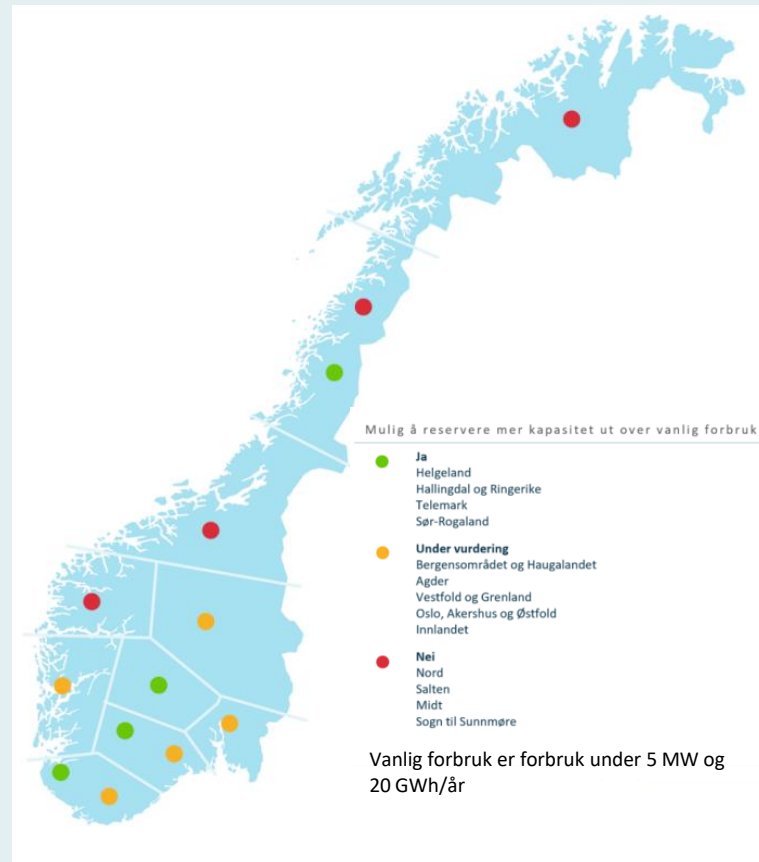 Mulig å reservere mer kapasitet ut over vanlig forbruk
Ja
Helgeland
Hallingdal og Ringerike
Telemark
Sør-Rogaland
Under vurdering
Bergensområdet og Haugalandet
Agder
Vestfold og Grenland
Oslo, Akershus og Østfold
Innlandet
Nei
Nord
Salten
Midt
Sogn til Sunnmøre
Vanlig forbruk er forbruk under 5 MW og
20 GWh/år